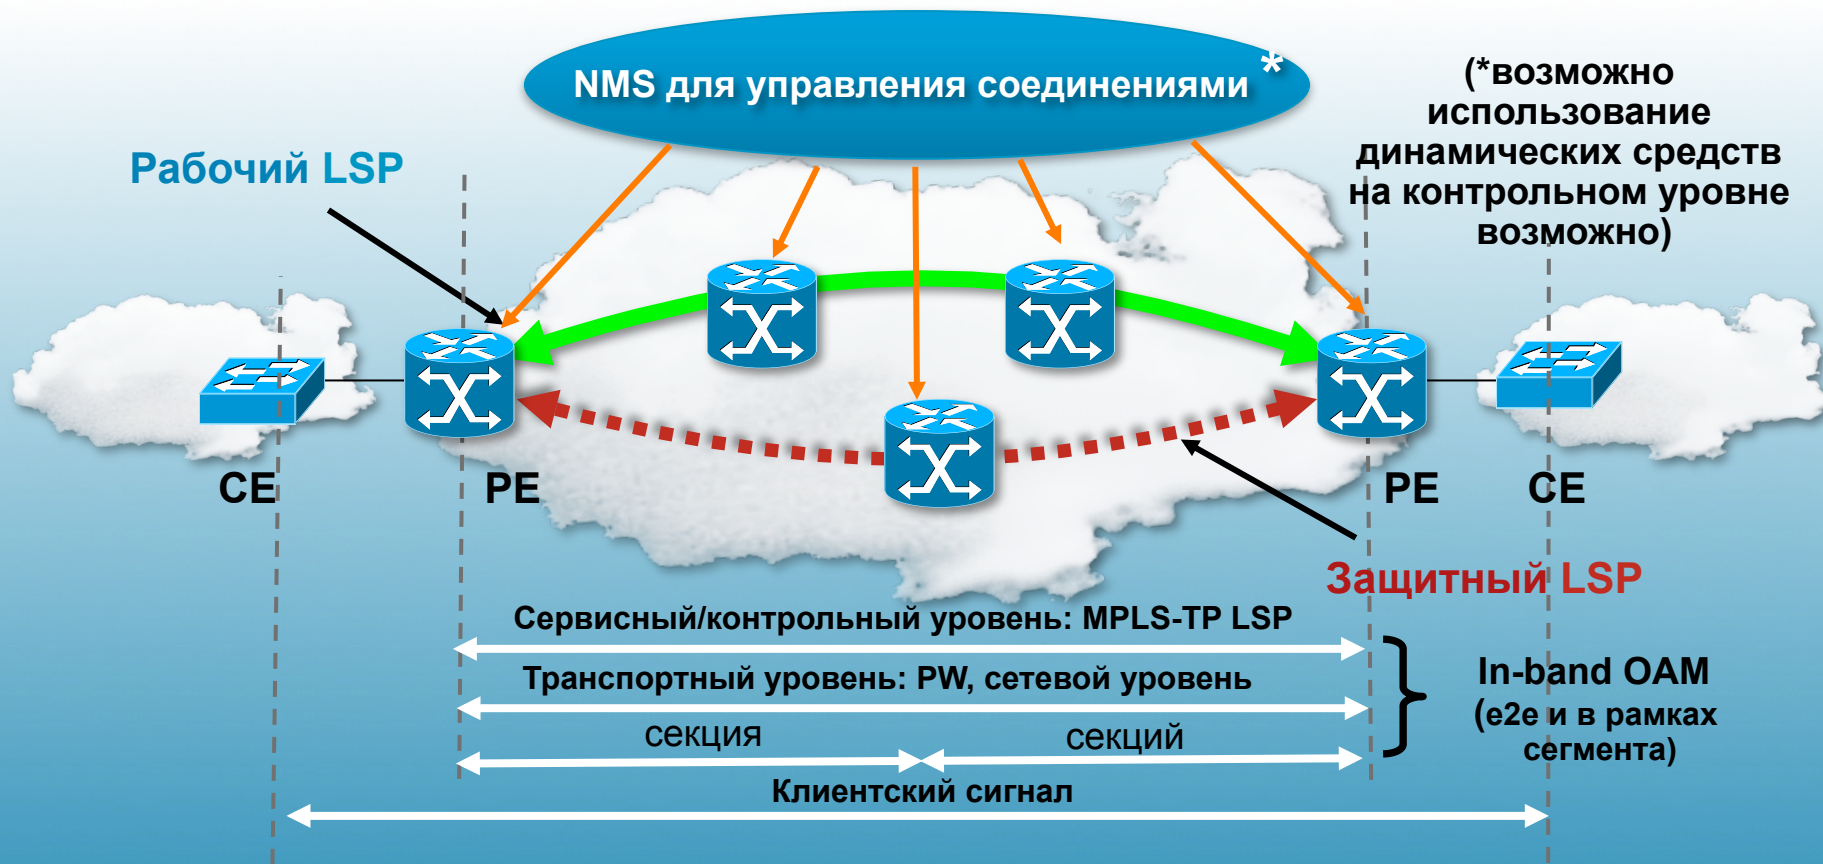 NMS для управления соединениями *
(*возможно
использование
динамических средств
на контрольном уровне
возможно)
Рабочий LSP
CE
PE
PE
CE
Защитный LSP
Сервисный/контрольный уровень: MPLS-TP LSP
Транспортный уровень: PW, сетевой уровень
секция
секций
In-band OAM
(e2e и в рамках
сегмента)
Клиентский сигнал